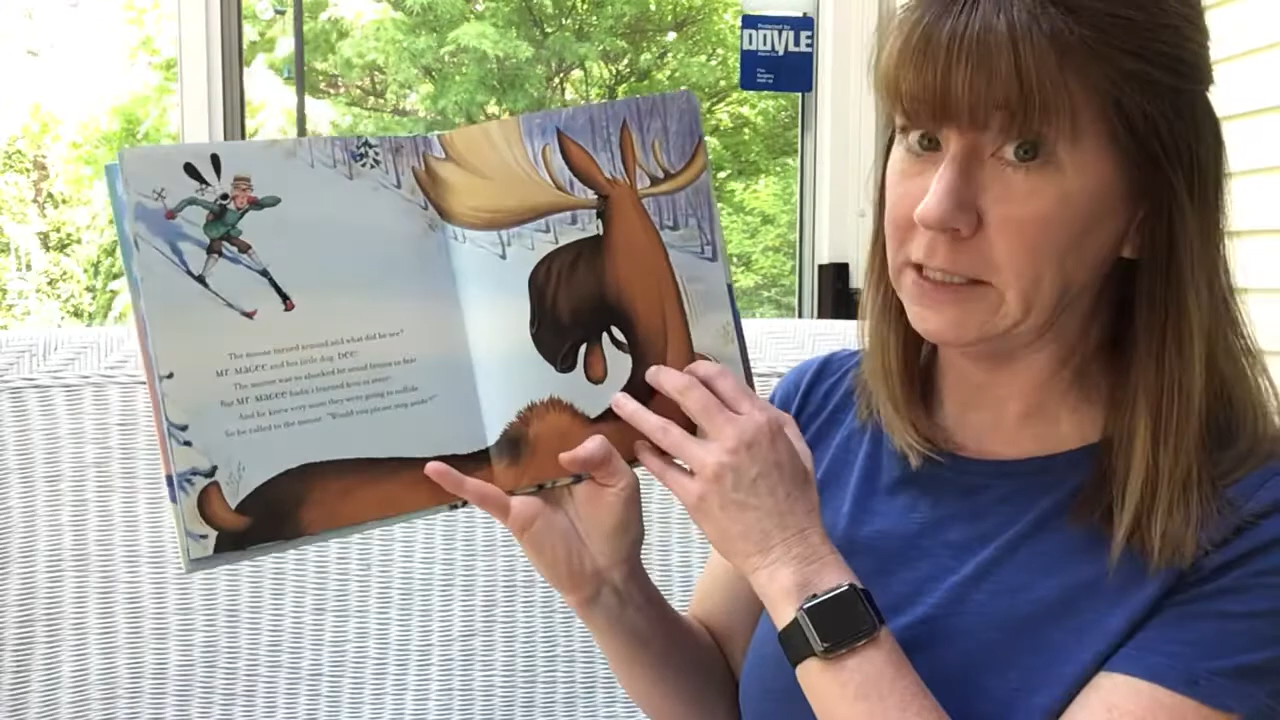 Protected by
DOYLE
The moose turned around and what did he see?
MR. MAGEE and his little dog, DEE!
The moose was so shocked he stood frozen in fear
But MR. MAGEE hadn't learned how to steer!
And he knew very soon they were going to collide
So he called to the moose, "Would you please step aside?!"